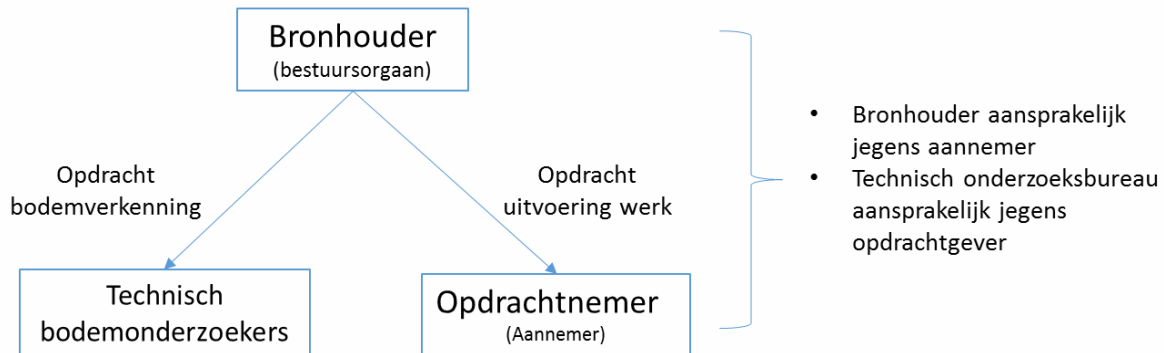 Bronhouder
(bestuursorgaan)
Opdracht
bodemverkenning
Opdracht
uitvoering werk
Technisch
bodemonderzoekers
Opdrachtnemer
(Aannemer)
• Bronhouder aansprakelijk
jegens aannemer
• Technisch onderzoeksbureau
aansprakelijk jegens
opdrachtgever